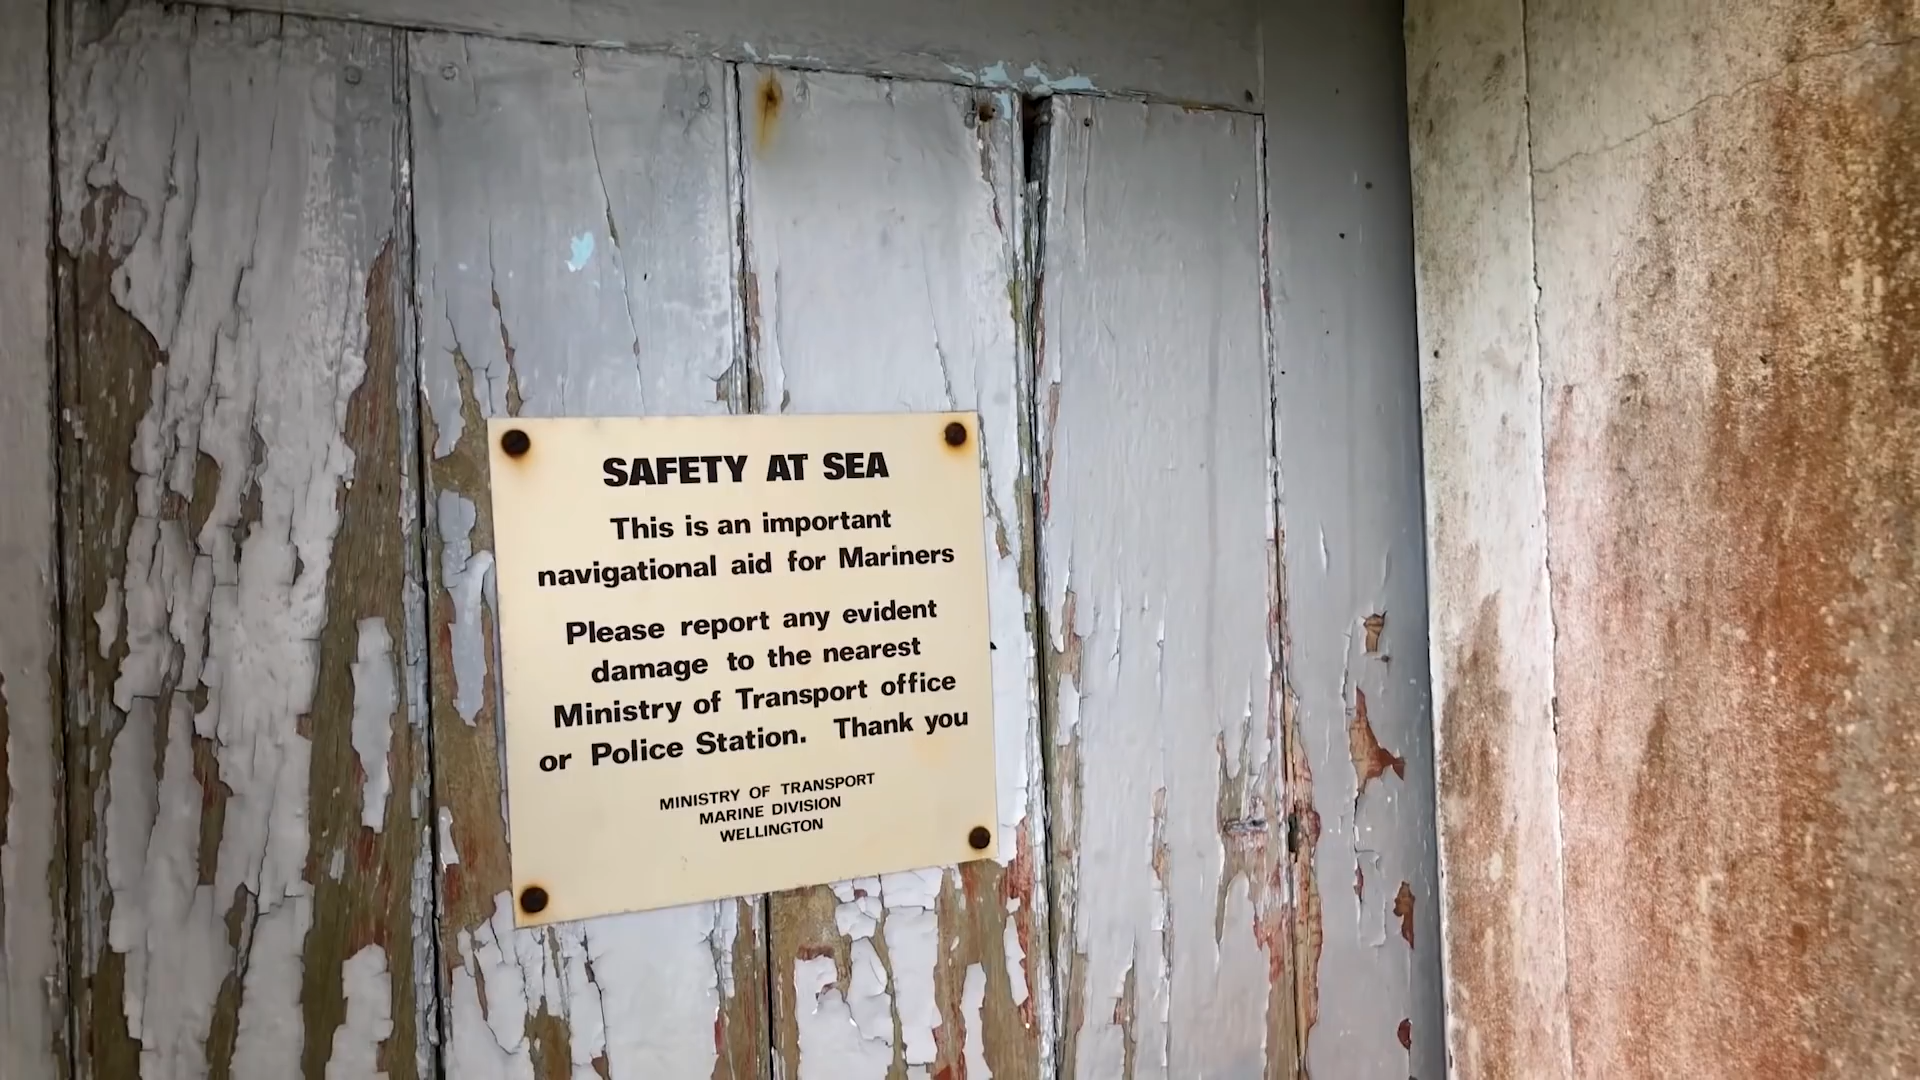 SAFETY AT SEA
This is an important
navigational aid for Mariners
Please report any evident
damage to the nearest
Ministry of Transport office
or Police Station. Thank you
MINISTRY OF TRANSPORT
MARINE DIVISION
WELLINGTON